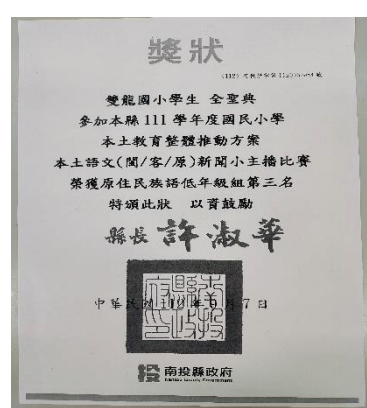 獎狀
雙龍國小學生 全聖典
參加本縣 111 學年度國民小學
本土教育整體推動方案
本土語文(閩/客/原)新聞小主播比賽
榮獲原住民族語低年級組第三名
特頒此狀 以資鼓勵
縣長 許淑華
中華民國 112 年 月 7 日
南投縣政府